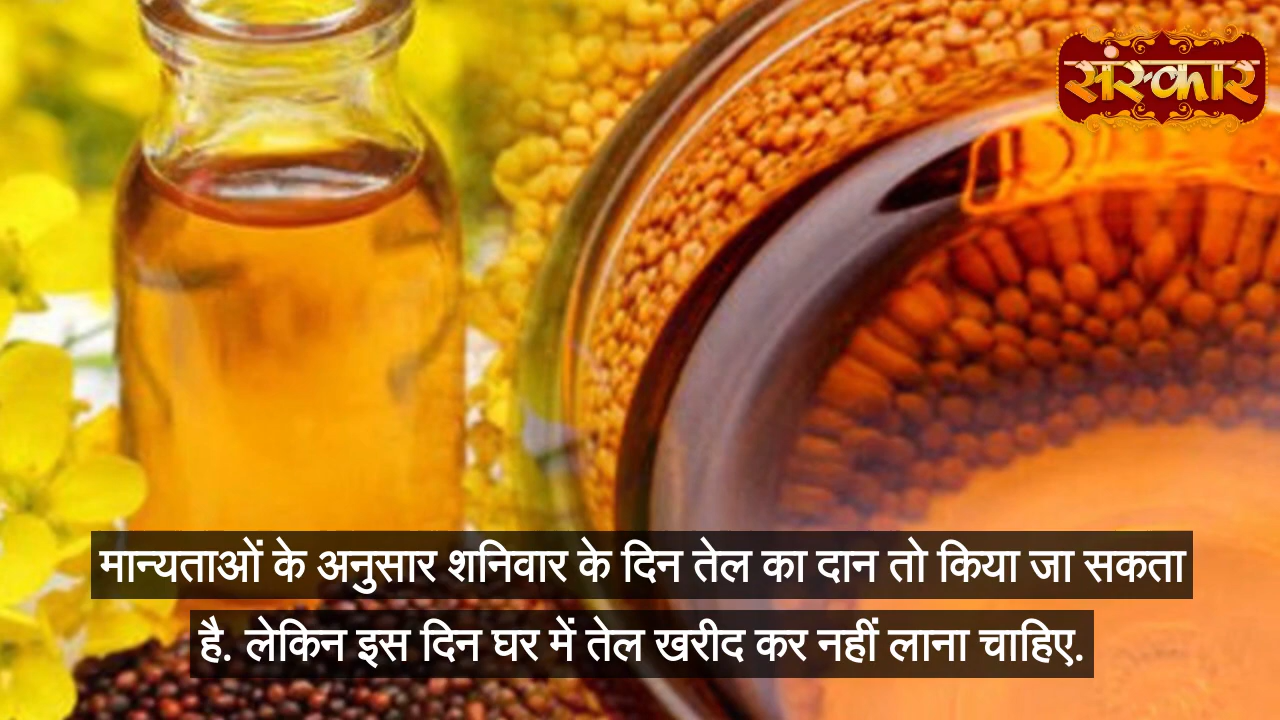 संस्कार
मान्यताओं के अनुसार शनिवार के दिन तेल का दान तो किया जा सकता
है. लेकिन इस दिन घर में तेल खरीद कर नहीं लाना चाहिए.